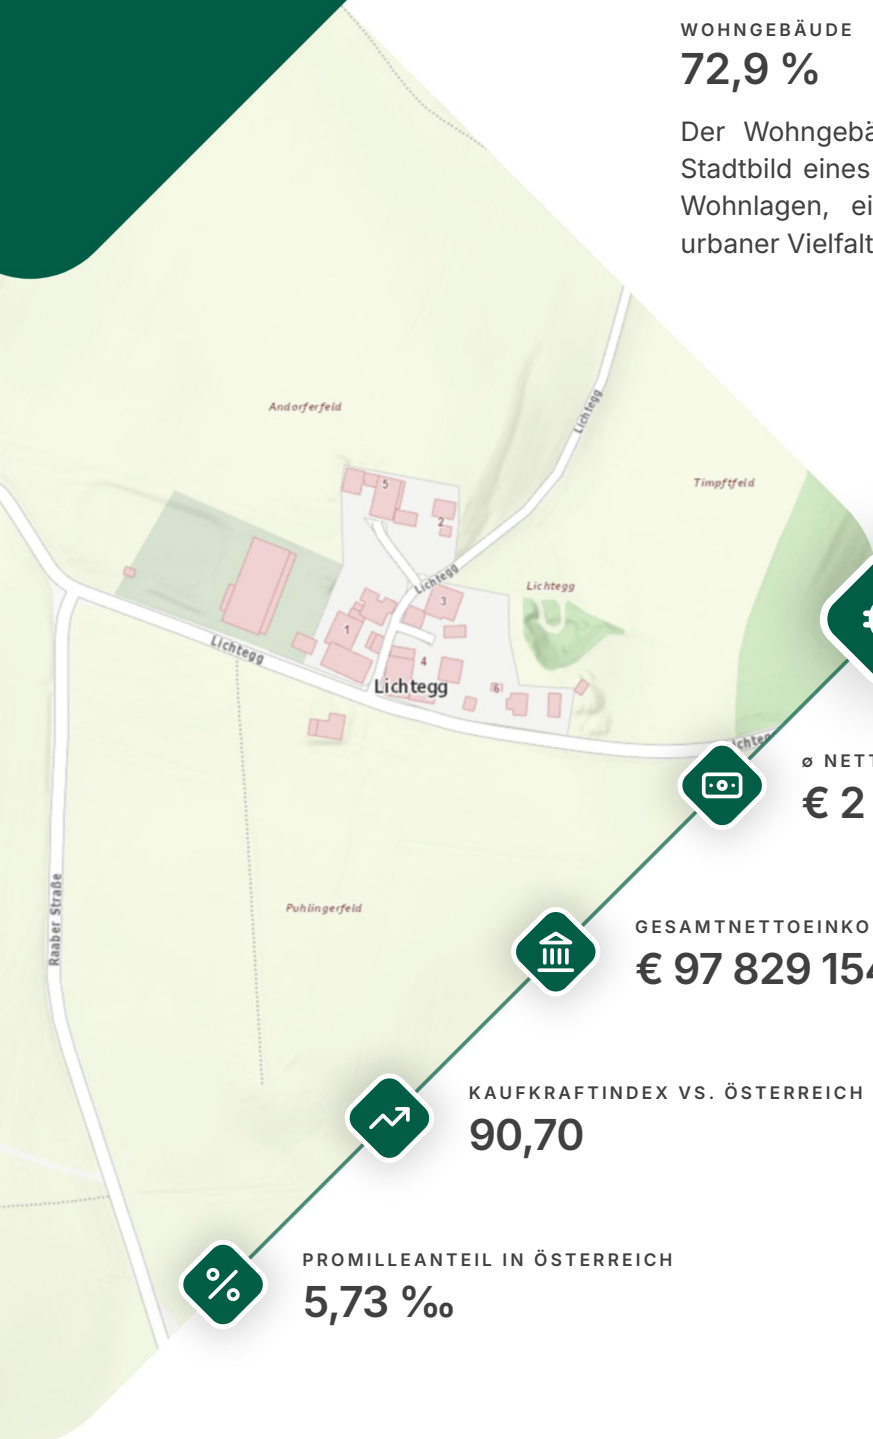 WOHNGEBÄUDE
72,9 %
Der Wohngebä
Stadtbild eines
Wohnlagen, ei
urbaner Vielfalt
Lichtegg
Andorferfeld
Timpftfeld
5
2
Lichtegg
Lichtegg
3
1
Lichtegg
4
Lichtegg
6
ichteg
ø NETT
€ 2
Raaber Straße
Puhlingerfeld
GESAMTNETTOEINKO
€ 97 829 154
KAUFKRAFTINDEX VS. ÖSTERREICH
90,70
PROMILLEANTEIL IN ÖSTERREICH
5,73 ‰